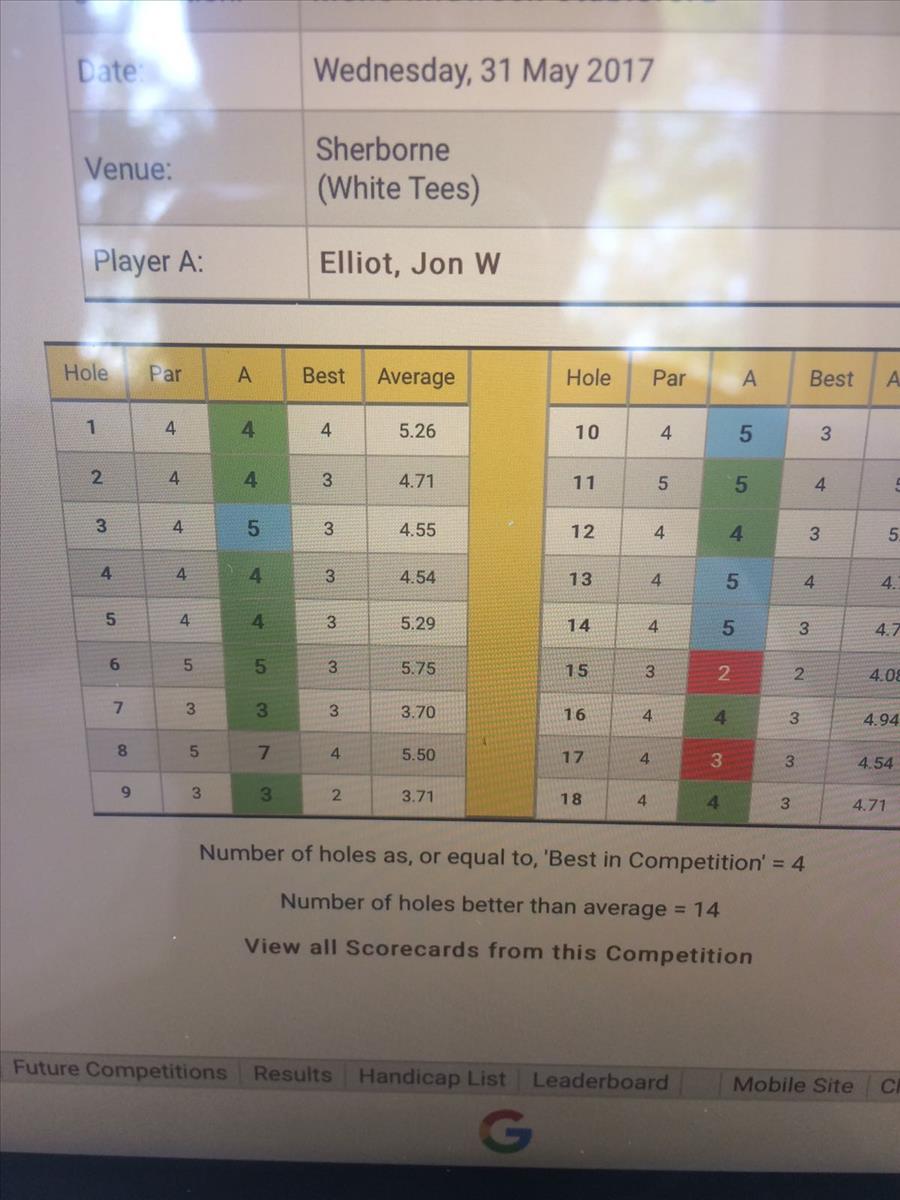 Date: Wednesday, 31 May 2017
Venue: Sherborne
(White Tees)
Player A: Elliot, Jon W
Hole Par A Best Average Hole Par A Best A
1 4 4 4 5.26 10 4 5 3
2 4 4 3 4.71 11 5 5 4 5
3 4 5 3 4.55 12 4 4 3 5.
4 4 4 3 4.54 13 4 5 4 4.
5 4 4 3 5.29 14 4 5 3 4.7
6 5 5 3 5.75 15 3 2 2 4.08
7 3 3 3 3.70 16 4 4 3 4.94
8 5 7 4 5.50 17 4 3 3 4.54
9 3 3 2 3.71 18 4 4 3 4.71
Number of holes as, or equal to, 'Best in Competition' = 4
Number of holes better than average = 14
View all Scorecards from this Competition
Future Competitions Results Handicap List Leaderboard Mobile Site
G